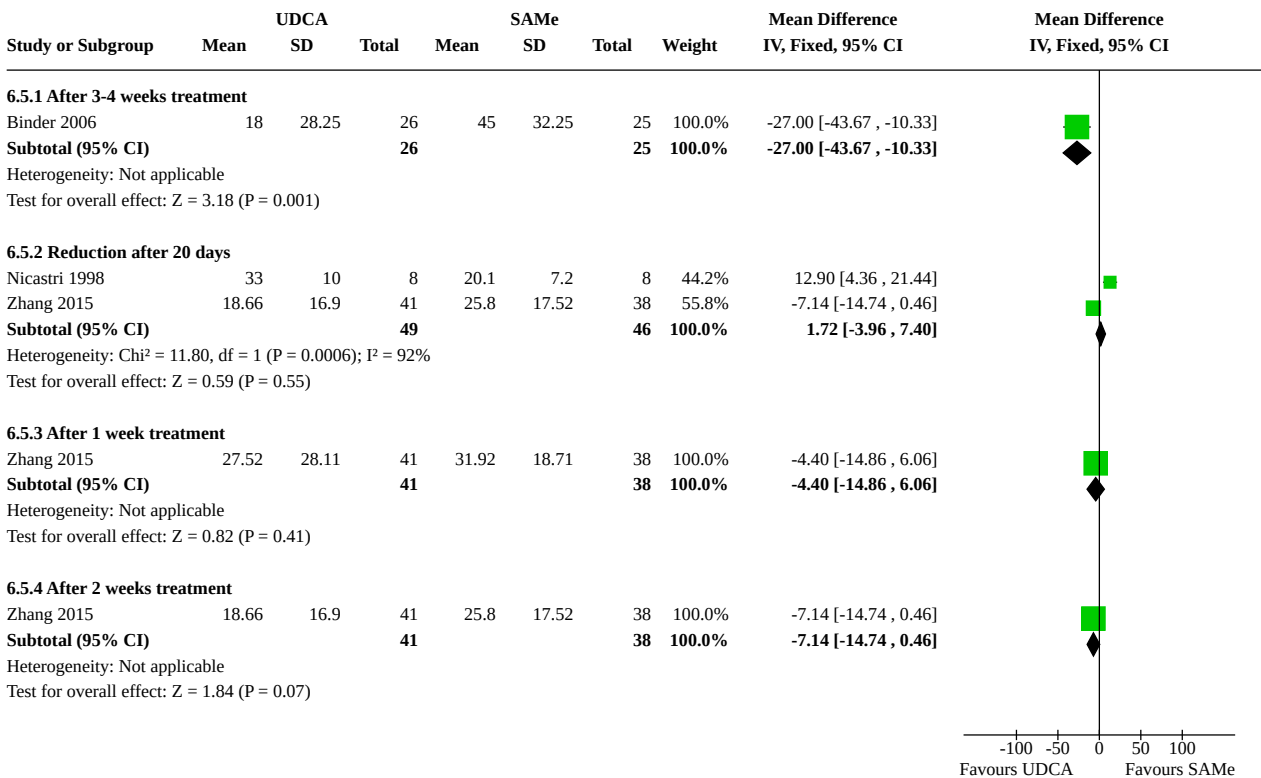 UDCA SAMe Mean Difference Mean Difference
Study or Subgroup Mean SD Total Mean SD Total Weight IV, Fixed, 95% CI IV, Fixed, 95% CI
6.5.1 After 3-4 weeks treatment
Binder 2006 18 28.25 26 45 32.25 25 100.0% -27.00 [-43.67 , -10.33]
Subtotal (95% CI) 26 25 100.0% -27.00 [-43.67 , -10.33]
Heterogeneity: Not applicable
Test for overall effect: Z = 3.18 (P = 0.001)
6.5.2 Reduction after 20 days
Nicastri 1998 33 10 8 20.1 7.2 8 44.2% 12.90 [4.36 , 21.44]
Zhang 2015 18.66 16.9 41 25.8 17.52 38 55.8% -7.14 [-14.74 , 0.46]
Subtotal (95% CI) 49 46 100.0% 1.72 [-3.96 , 7.40]
Heterogeneity: Chi² = 11.80, df = 1 (P = 0.0006); I² = 92%
Test for overall effect: Z = 0.59 (P = 0.55)
6.5.3 After 1 week treatment
Zhang 2015 27.52 28.11 41 31.92 18.71 38 100.0% -4.40 [-14.86 , 6.06]
Subtotal (95% CI) 41 38 100.0% -4.40 [-14.86 , 6.06]
Heterogeneity: Not applicable
Test for overall effect: Z = 0.82 (P = 0.41)
6.5.4 After 2 weeks treatment
Zhang 2015 18.66 16.9 41 25.8 17.52 38 100.0% -7.14 [-14.74 , 0.46]
Subtotal (95% CI) 41 38 100.0% -7.14 [-14.74 , 0.46]
Heterogeneity: Not applicable
Test for overall effect: Z = 1.84 (P = 0.07)
-100 -50 0 50 100
Favours UDCA Favours SAMe